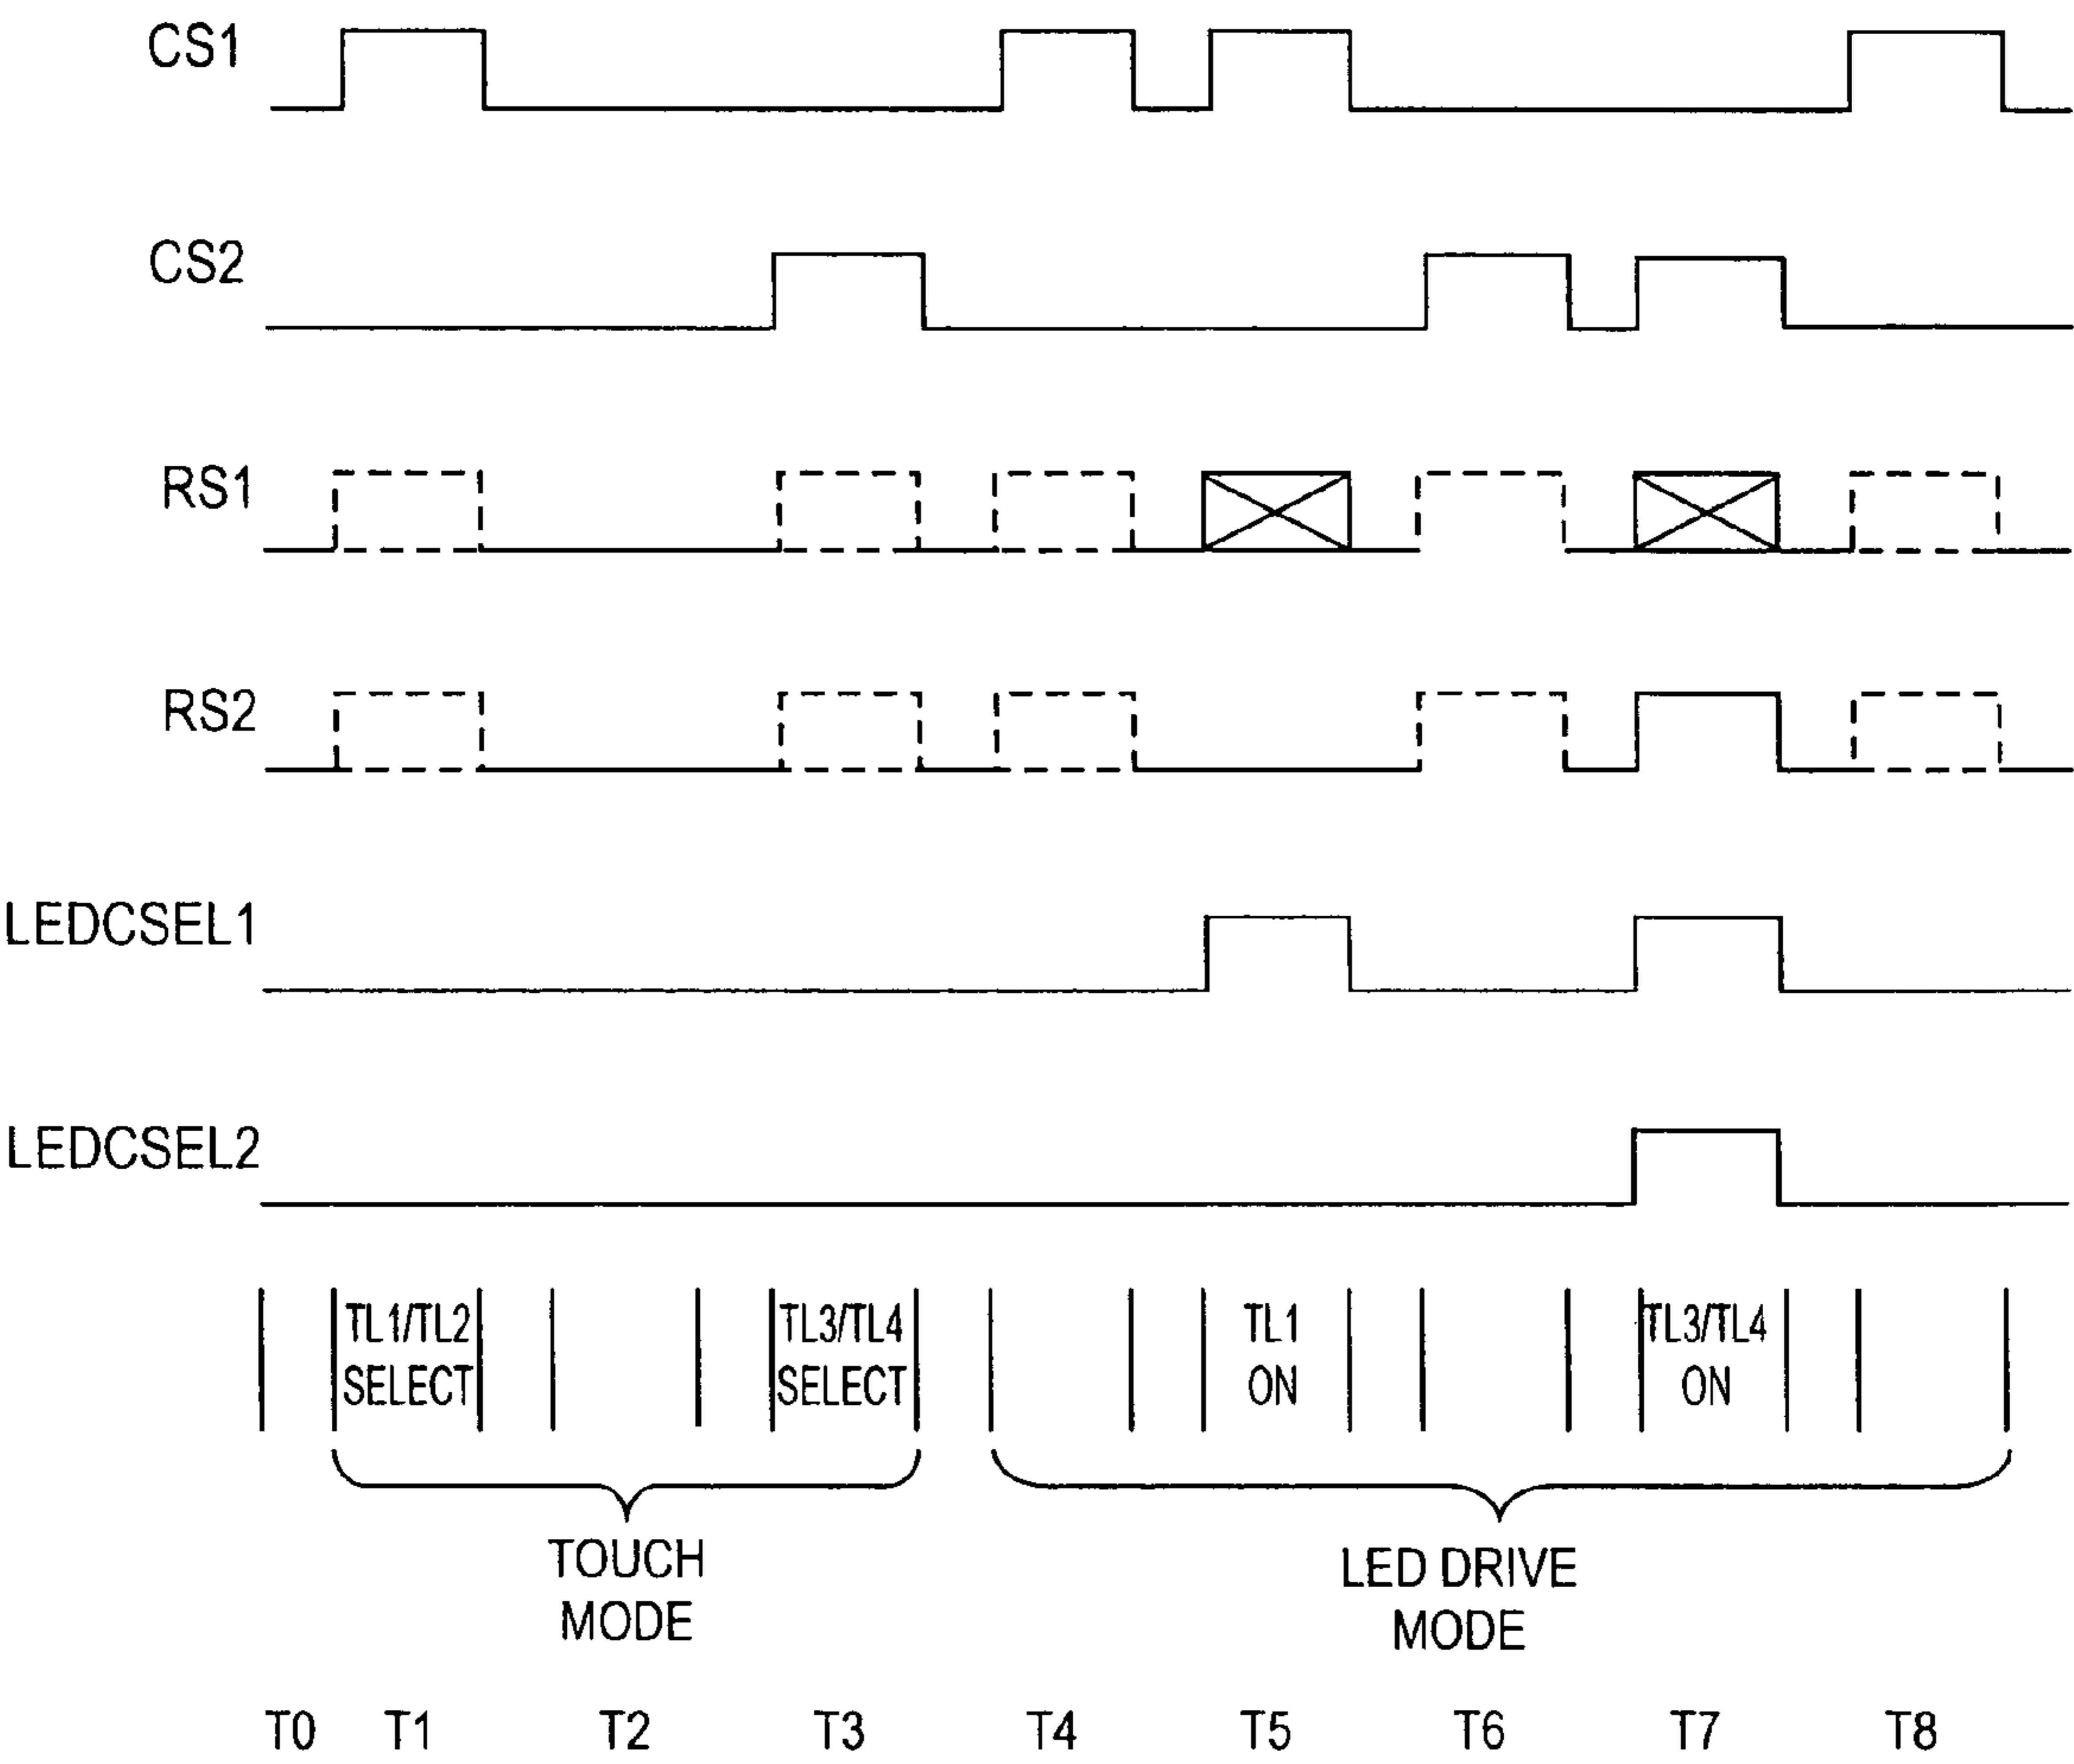 CS1
CS2
RS1
RS2
LEDCSEL1
LEDCSEL2
TL1/TL2
SELECT
TL3/TL4
SELECT
TL1
ON
TL3/TL4
ON
TOUCH
MODE
LED DRIVE
MODE
T0 T1 T2 T3 T4 T5 T6 T7 T8